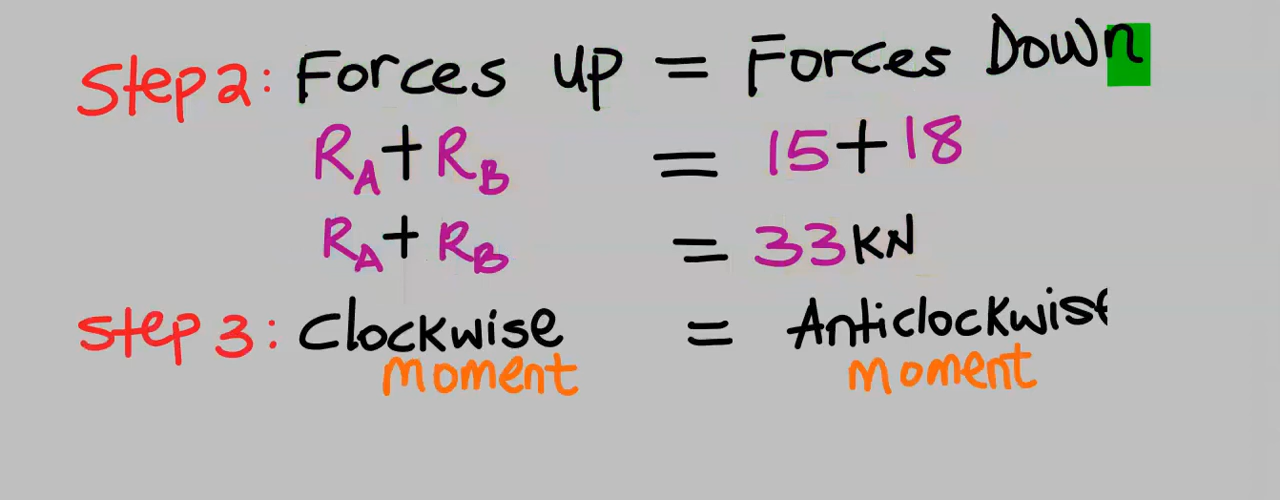 Step 2: Forces up = Forces Down
RA + RB = 15 + 18
RA + RB = 33KN
Step 3: Clockwise = Anticlockwise
moment moment